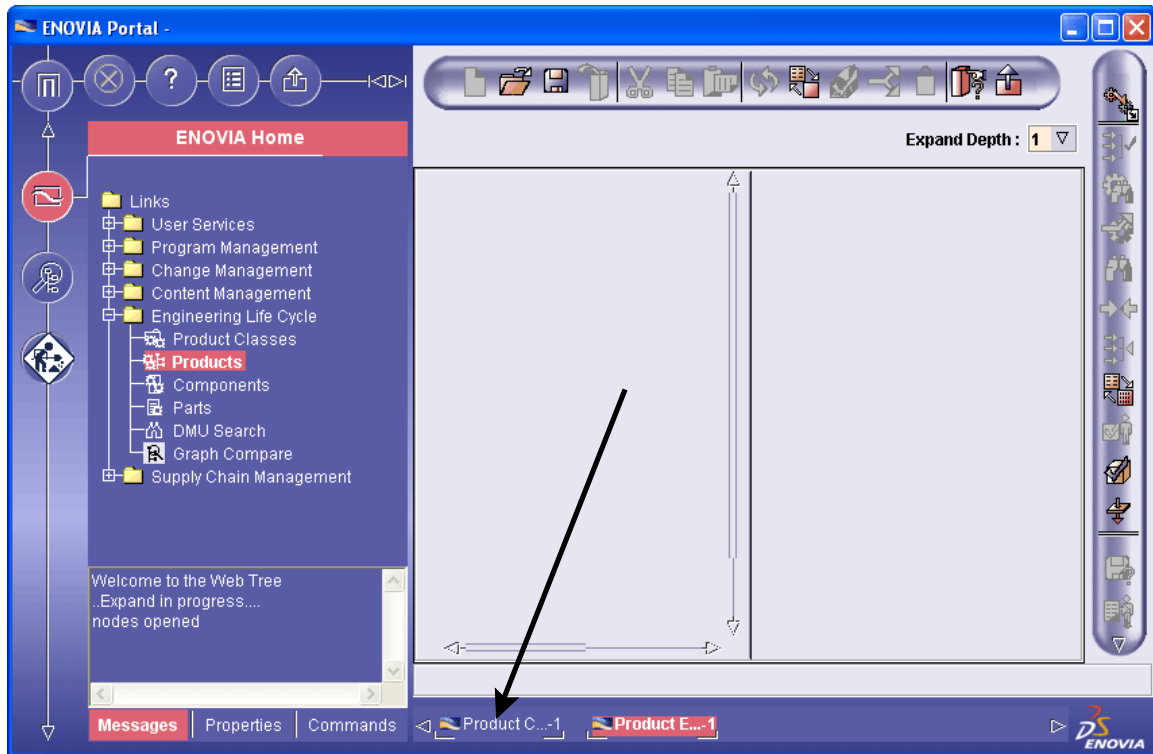 ENOVIA Portal -
?
ENOVIA Home
Expand Depth : 1
Links
User Services
Program Management
Change Management
Content Management
Engineering Life Cycle
Product Classes
Products
Components
Parts
DMU Search
Graph Compare
Supply Chain Management
Welcome to the Web Tree
..Expand in progress....
nodes opened
Messages Properties Commands
Product C...-1 Product E...-1
ENOVIA